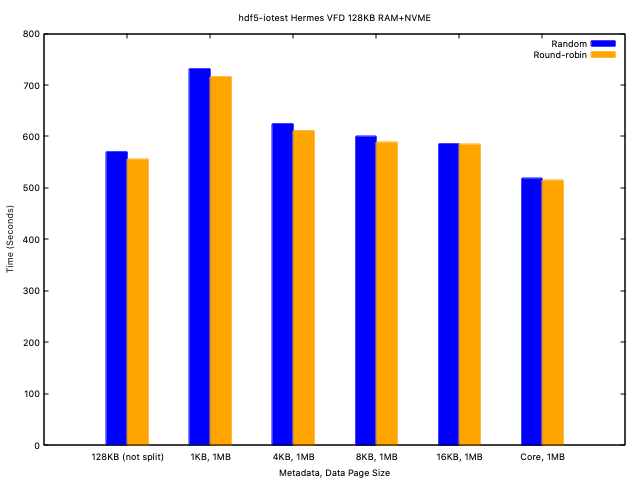 hdf5-iotest Hermes VFD 128KB RAM+NVME
Random
Round-robin
800
700
600
500
400
300
200
100
0
Time (Seconds)
128KB (not split)
1KB, 1MB
4KB, 1MB
8KB, 1MB
16KB, 1MB
Core, 1MB
Metadata, Data Page Size